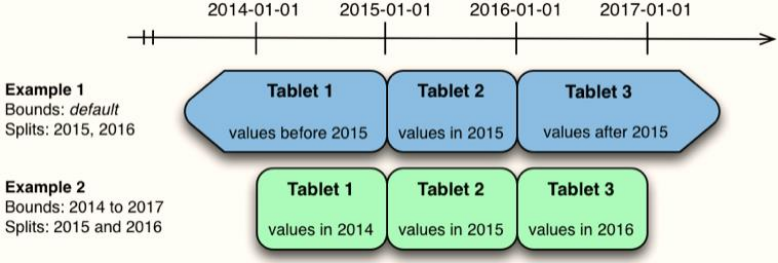 2014-01-01 2015-01-01 2016-01-01 2017-01-01
Example 1
Bounds: default
Splits: 2015, 2016
Tablet 1
values before 2015
Tablet 2
values in 2015
Tablet 3
values after 2015
Example 2
Bounds: 2014 to 2017
Splits: 2015 and 2016
Tablet 1
values in 2014
Tablet 2
values in 2015
Tablet 3
values in 2016